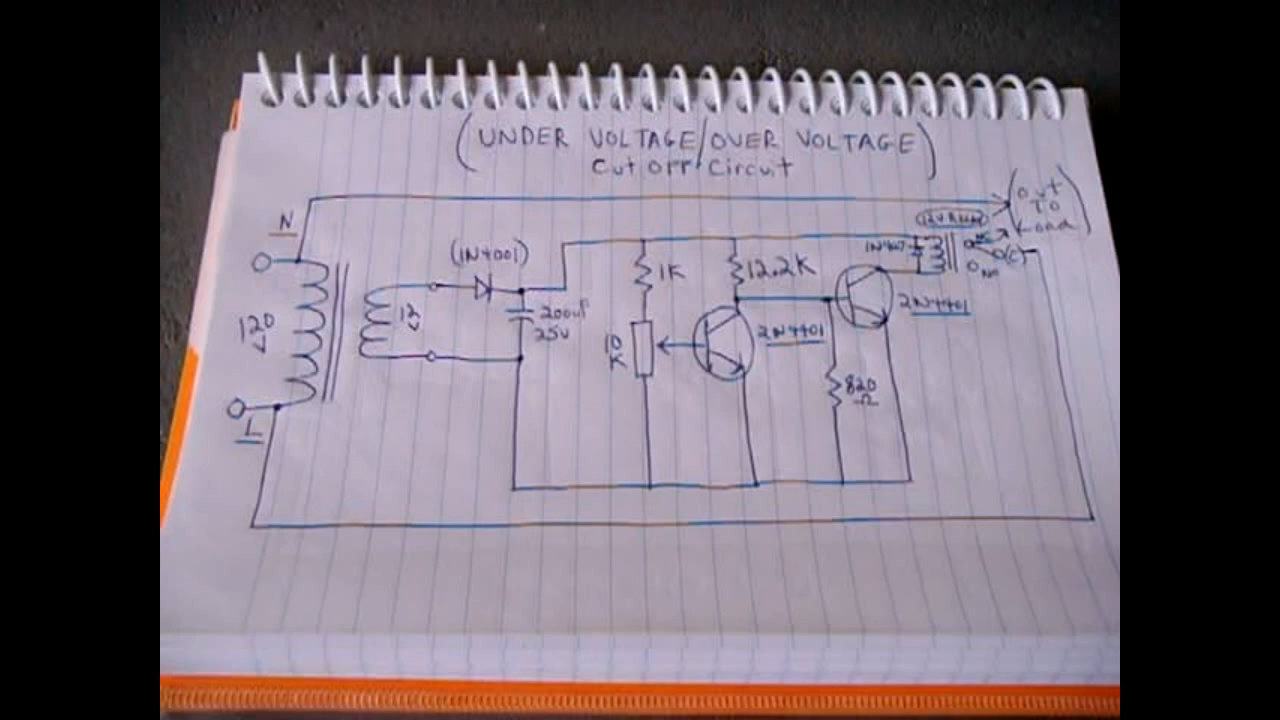 (UNDER VOLTAGE/OVER VOLTAGE)
Cut off Circuit
N
(Out
To
Load)
12V Relay
NC
(C)
NO
1N4007
(1N4001)
1K
12.2K
120
V
12
V
200uf
25V
10
K
2N4401
2N4401
820
Ω
L